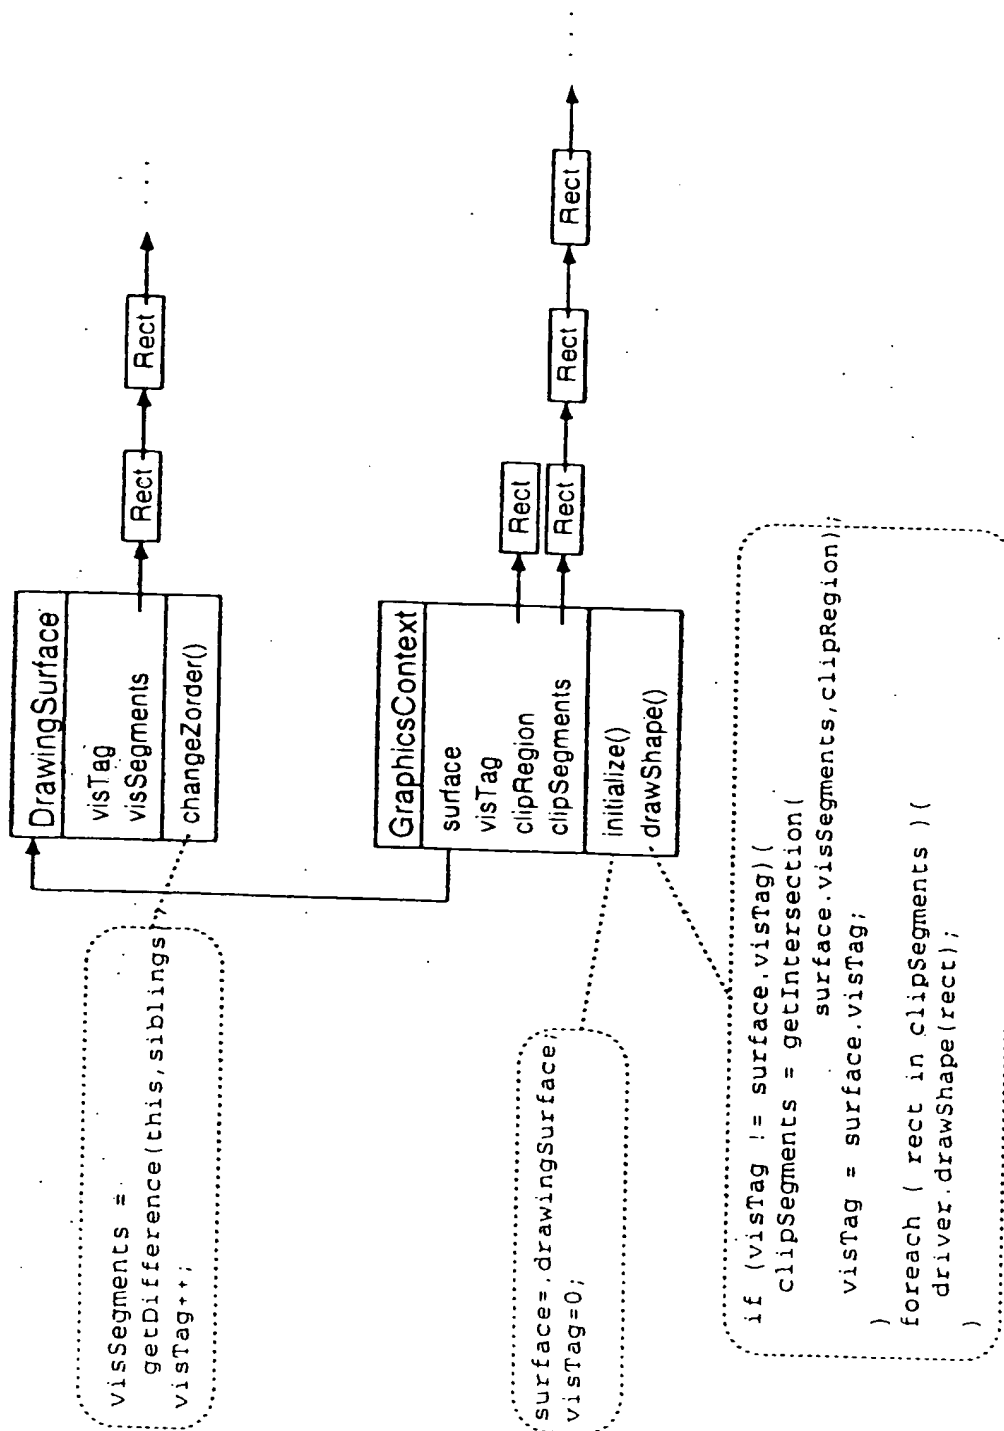 DrawingSurface
visTag
visSegments
changeZorder()
Rect
Rect
...
visSegments =
getDifference(this,siblings)
visTag++;
GraphicsContext
surface
visTag
clipRegion
clipSegments
initialize()
drawShape()
Rect
Rect
Rect
Rect
...
surface=.drawingSurface;
visTag=0;
if (visTag != surface.visTag)(
clipSegments = getIntersection(
surface.visSegments,clipRegion);
visTag = surface.visTag;
)
foreach ( rect in clipSegments )(
driver.drawShape(rect);
)